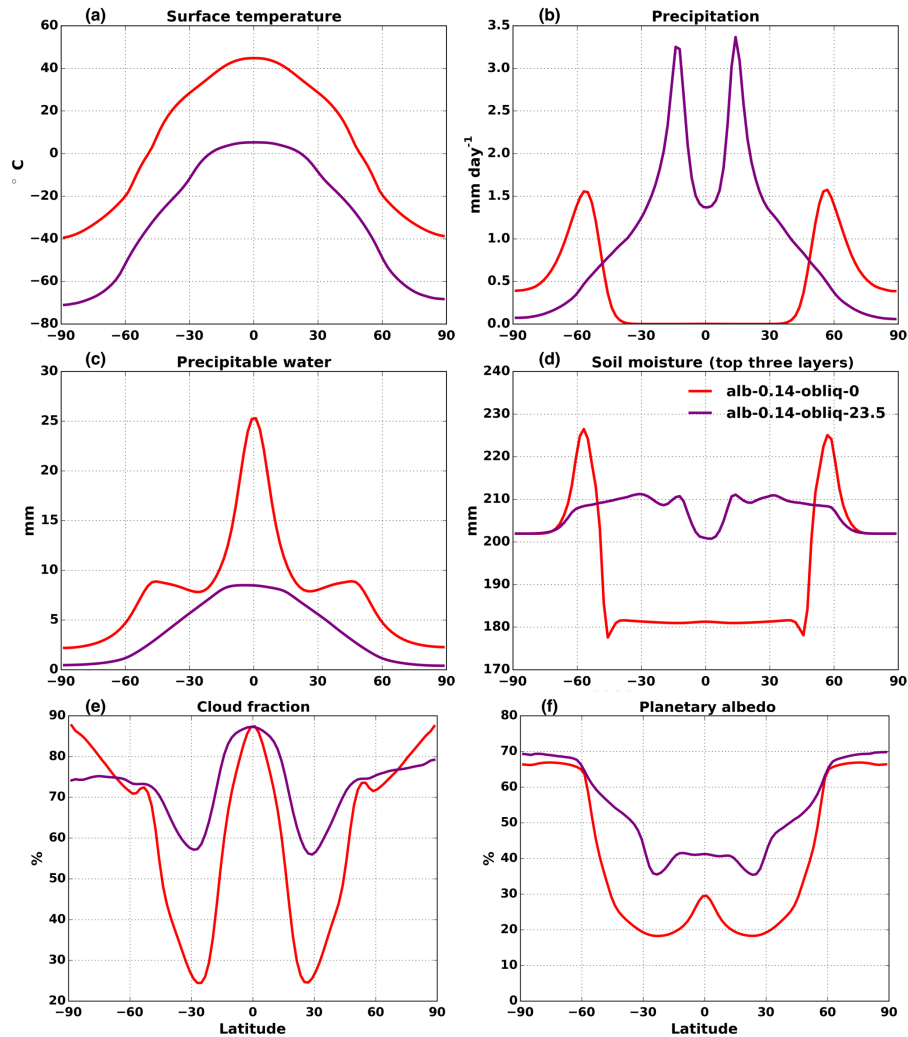 (a) Surface temperature
60
40
20
0
−20
−40
−60
−80
° C
−90 −60 −30 0 30 60 90
(b) Precipitation
3.5
3.0
2.5
2.0
1.5
1.0
0.5
0.0
mm day-1
−90 −60 −30 0 30 60 90
(c) Precipitable water
30
25
20
15
10
5
0
mm
−90 −60 −30 0 30 60 90
(d) Soil moisture (top three layers)
240
230
220
210
200
190
180
170
mm
alb-0.14-obliq-0
alb-0.14-obliq-23.5
−90 −60 −30 0 30 60 90
(e) Cloud fraction
90
80
70
60
50
40
30
20
%
−90 −60 −30 0 30 60 90
Latitude
(f) Planetary albedo
80
70
60
50
40
30
20
10
0
%
−90 −60 −30 0 30 60 90
Latitude